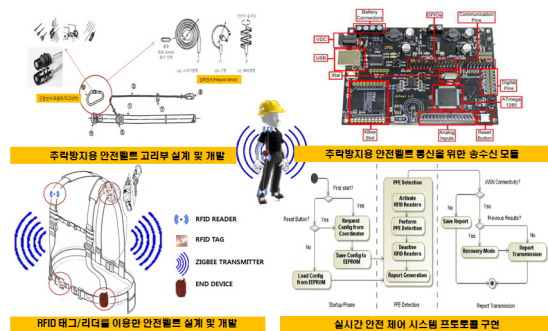 추락방지용 안전벨트 고리부 설계 및 개발
Battery Connectors
GPIOs
Communication Pins
VDC
USB
Xtal
Digital Pins
ATmega 1280
XBee Slot
Analog Inputs
Reset Button
추락방지용 안전벨트 통신을 위한 송수신 모듈
RFID READER
RFID TAG
ZIGBEE TRANSMITTER
END DEVICE
RFID 태그/리더를 이용한 안전벨트 설계 및 개발
First start?
Reset Button?
Yes
No
Yes
No
Request Config from Coordinator
Save Config to EEPROM
Load Config from EEPROM
Startup Phase
PPE Detection
Activate RFID Readers
Perform PPE Detection
Deactive RFID Readers
Report Generation
PPE Detection
WSN Connectivity?
No
Yes
Save Report
Previous Results?
Yes
No
Recovery Mode
Report Transmission
Report Transmission
실시간 안전 제어 시스템 프로토콜 구현